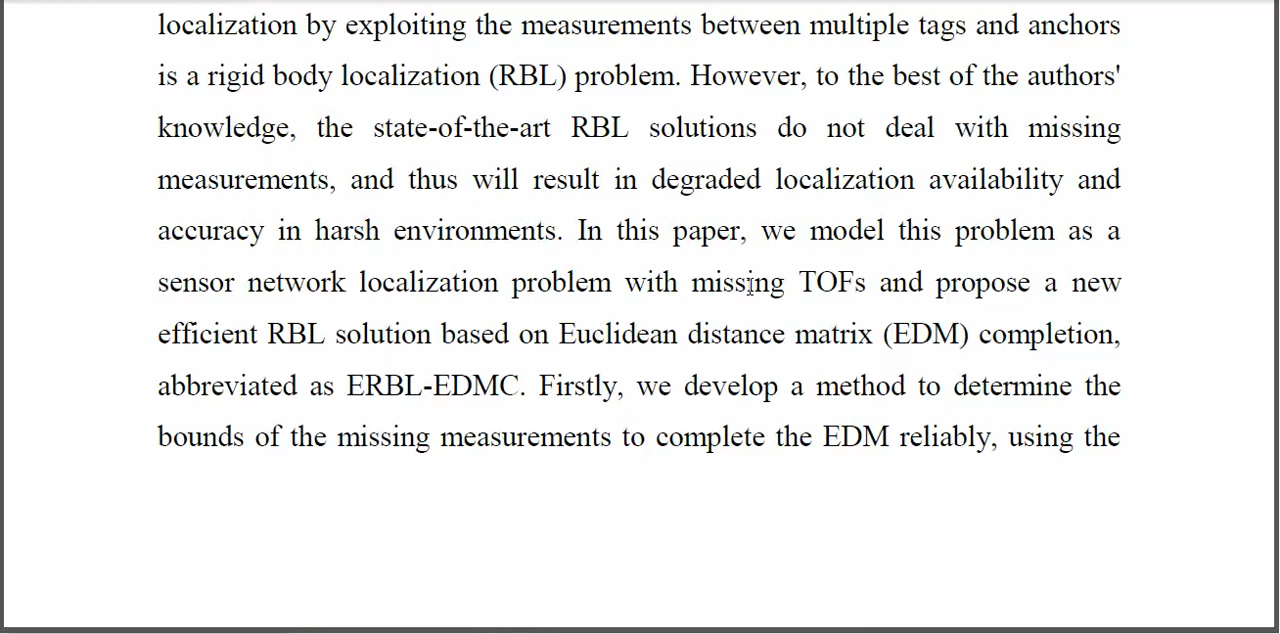 localization by exploiting the measurements between multiple tags and anchors
is a rigid body localization (RBL) problem. However, to the best of the authors'
knowledge, the state-of-the-art RBL solutions do not deal with missing
measurements, and thus will result in degraded localization availability and
accuracy in harsh environments. In this paper, we model this problem as a
sensor network localization problem with missing TOFs and propose a new
efficient RBL solution based on Euclidean distance matrix (EDM) completion,
abbreviated as ERBL-EDMC. Firstly, we develop a method to determine the
bounds of the missing measurements to complete the EDM reliably, using the